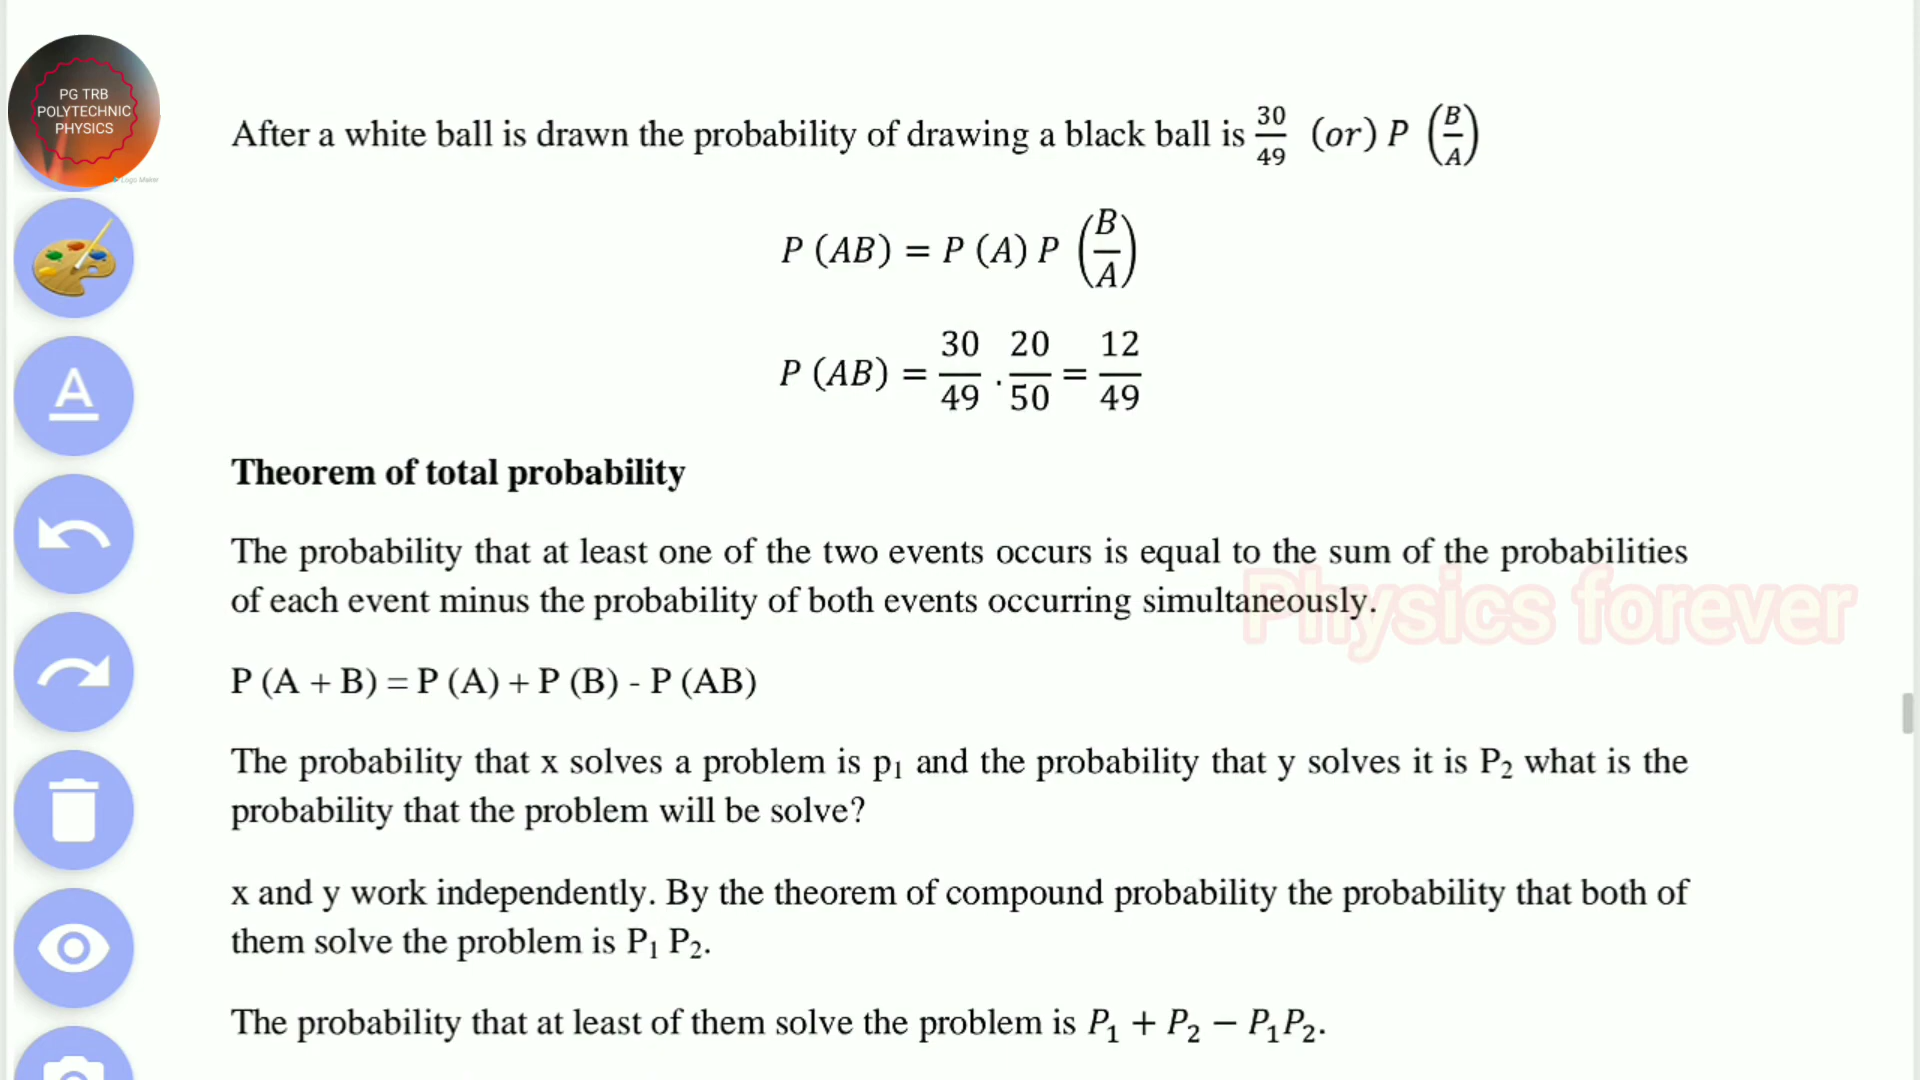 PG TRB
POLYTECHNIC
PHYSICS
Logo Maker
After a white ball is drawn the probability of drawing a black ball is 30/49 (or) P (B/A)
P (AB) = P (A) P (B/A)
P (AB) = 30/49 . 20/50 = 12/49
A
Theorem of total probability
The probability that at least one of the two events occurs is equal to the sum of the probabilities
of each event minus the probability of both events occurring simultaneously.
Physics forever
P (A + B) = P (A) + P (B) - P (AB)
The probability that x solves a problem is p₁ and the probability that y solves it is P₂ what is the
probability that the problem will be solve?
x and y work independently. By the theorem of compound probability the probability that both of
them solve the problem is P₁ P₂.
The probability that at least of them solve the problem is P₁ + P₂ − P₁P₂.